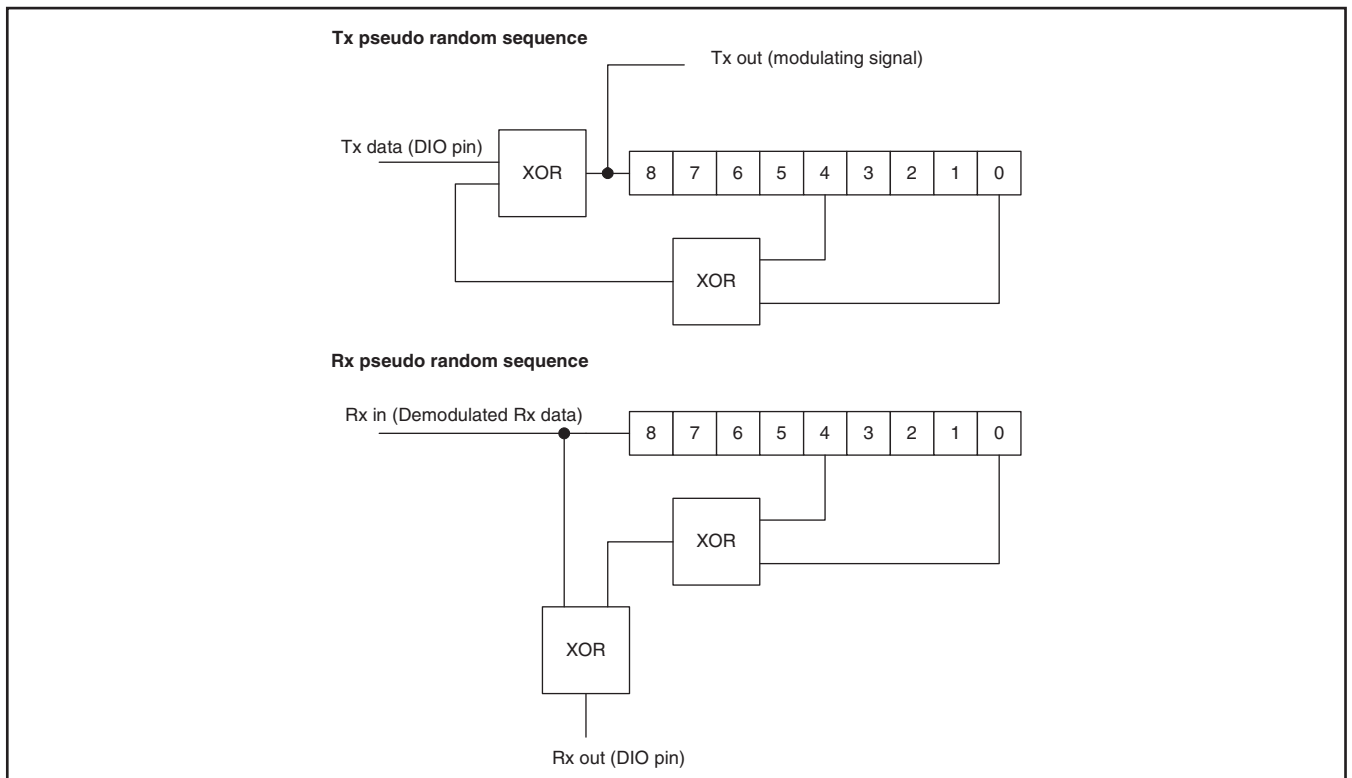 Tx pseudo random sequence
Tx out (modulating signal)
Tx data (DIO pin)
XOR
8 7 6 5 4 3 2 1 0
XOR
Rx pseudo random sequence
Rx in (Demodulated Rx data)
8 7 6 5 4 3 2 1 0
XOR
XOR
Rx out (DIO pin)